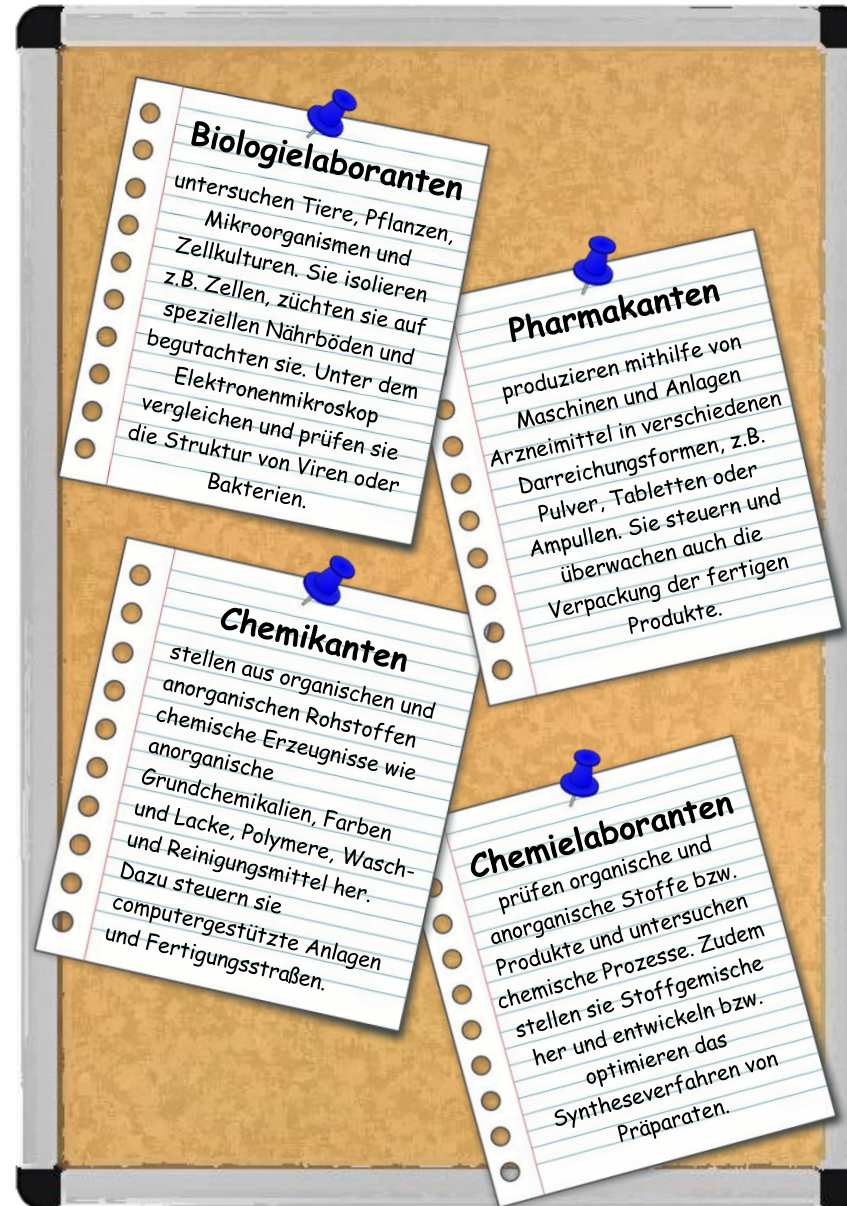 Biologielaboranten
untersuchen Tiere, Pflanzen,
Mikroorganismen und
Zellkulturen. Sie isolieren
z.B. Zellen, züchten sie auf
speziellen Nährböden und
begutachten sie. Unter dem
Elektronenmikroskop
vergleichen und prüfen sie
die Struktur von Viren oder
Bakterien.
Pharmakanten
produzieren mithilfe von
Maschinen und Anlagen
Arzneimittel in verschiedenen
Darreichungsformen, z.B.
Pulver, Tabletten oder
Ampullen. Sie steuern und
überwachen auch die
Verpackung der fertigen
Produkte.
Chemikanten
stellen aus organischen und
anorganischen Rohstoffen
chemische Erzeugnisse wie
anorganische
Grundchemikalien, Farben
und Lacke, Polymere, Wasch-
und Reinigungsmittel her.
Dazu steuern sie
computergestützte Anlagen
und Fertigungsstraßen.
Chemielaboranten
prüfen organische und
anorganische Stoffe bzw.
Produkte und untersuchen
chemische Prozesse. Zudem
stellen sie Stoffgemische
her und entwickeln bzw.
optimieren das
Syntheseverfahren von
Präparaten.